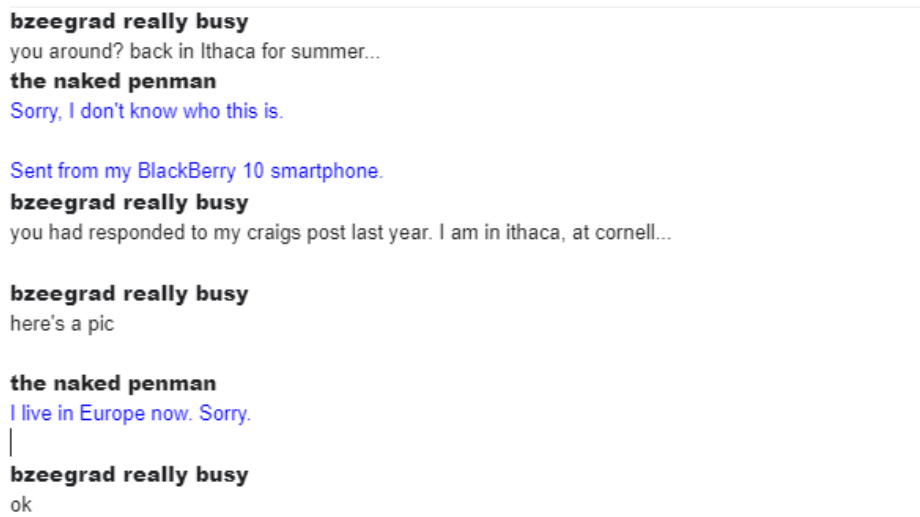 bzeegrad really busy
you around? back in Ithaca for summer...
the naked penman
Sorry, I don't know who this is.
Sent from my BlackBerry 10 smartphone.
bzeegrad really busy
you had responded to my craigs post last year. I am in ithaca, at cornell...
bzeegrad really busy
here's a pic
the naked penman
I live in Europe now. Sorry.
bzeegrad really busy
ok